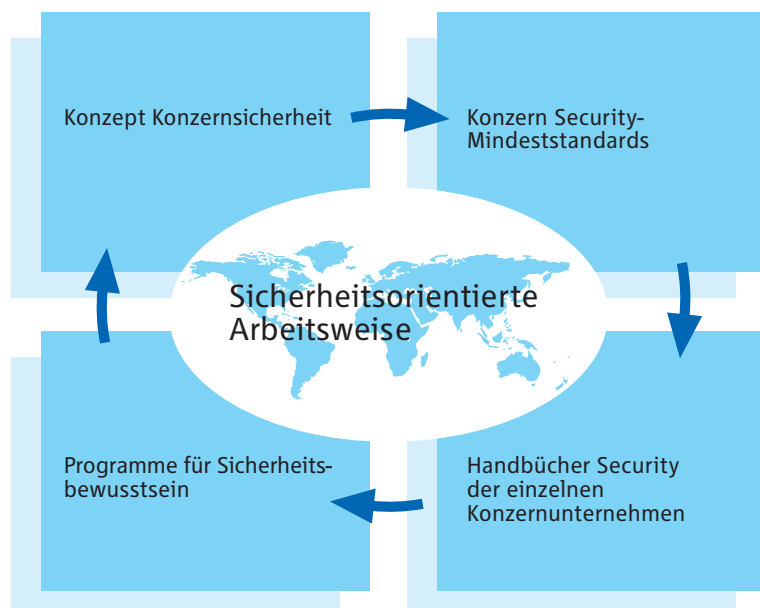 Konzept Konzernsicherheit
Konzern Security-
Mindeststandards
Sicherheitsorientierte
Arbeitsweise
Programme für Sicherheits-
bewusstsein
Handbücher Security
der einzelnen
Konzernunternehmen